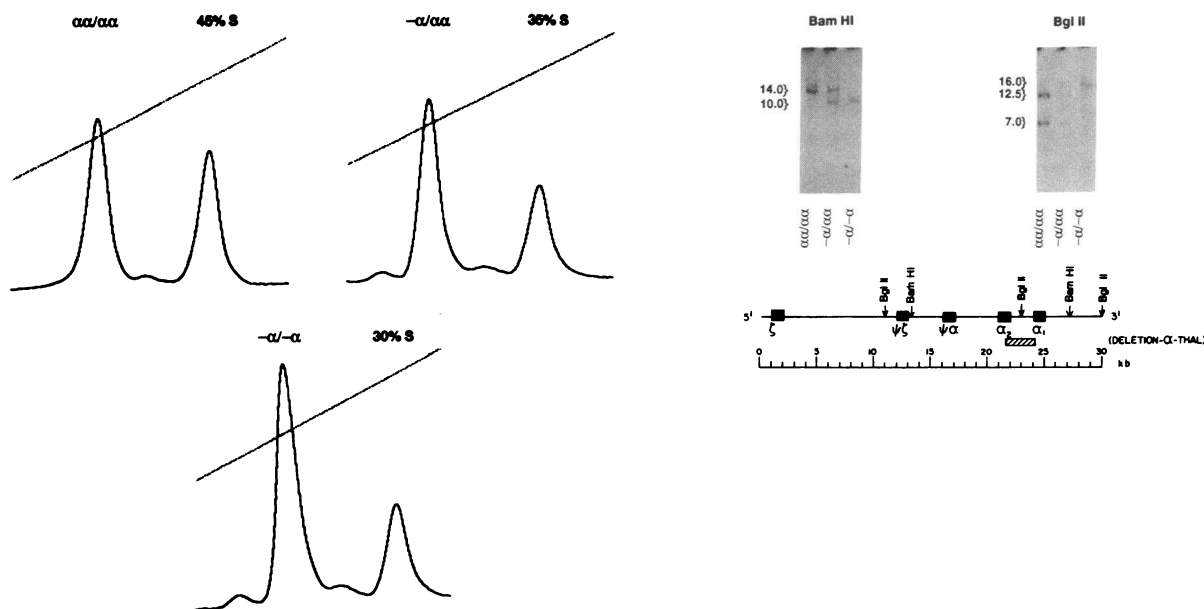 αα/αα 45% S
-α/αα 35% S
-α/-α 30% S
Bam HI
14.0}
10.0}
αα/αα
-α/αα
-α/-α
Bgl II
16.0}
12.5}
7.0}
αα/αα
-α/αα
-α/-α
Bgl II
Bam HI
Bgl II
Bam HI
Bgl II
5' 3'
ζ ψζ ψα α2 α1
(DELETION-α-THAL)
0 5 10 15 20 25 30
kb